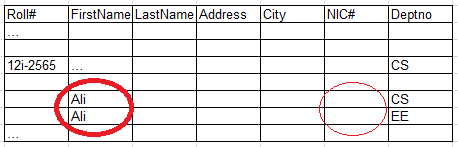 Roll# FirstName LastName Address City NIC# Deptno
...
12i-2565 ... CS
Ali CS
Ali EE
...